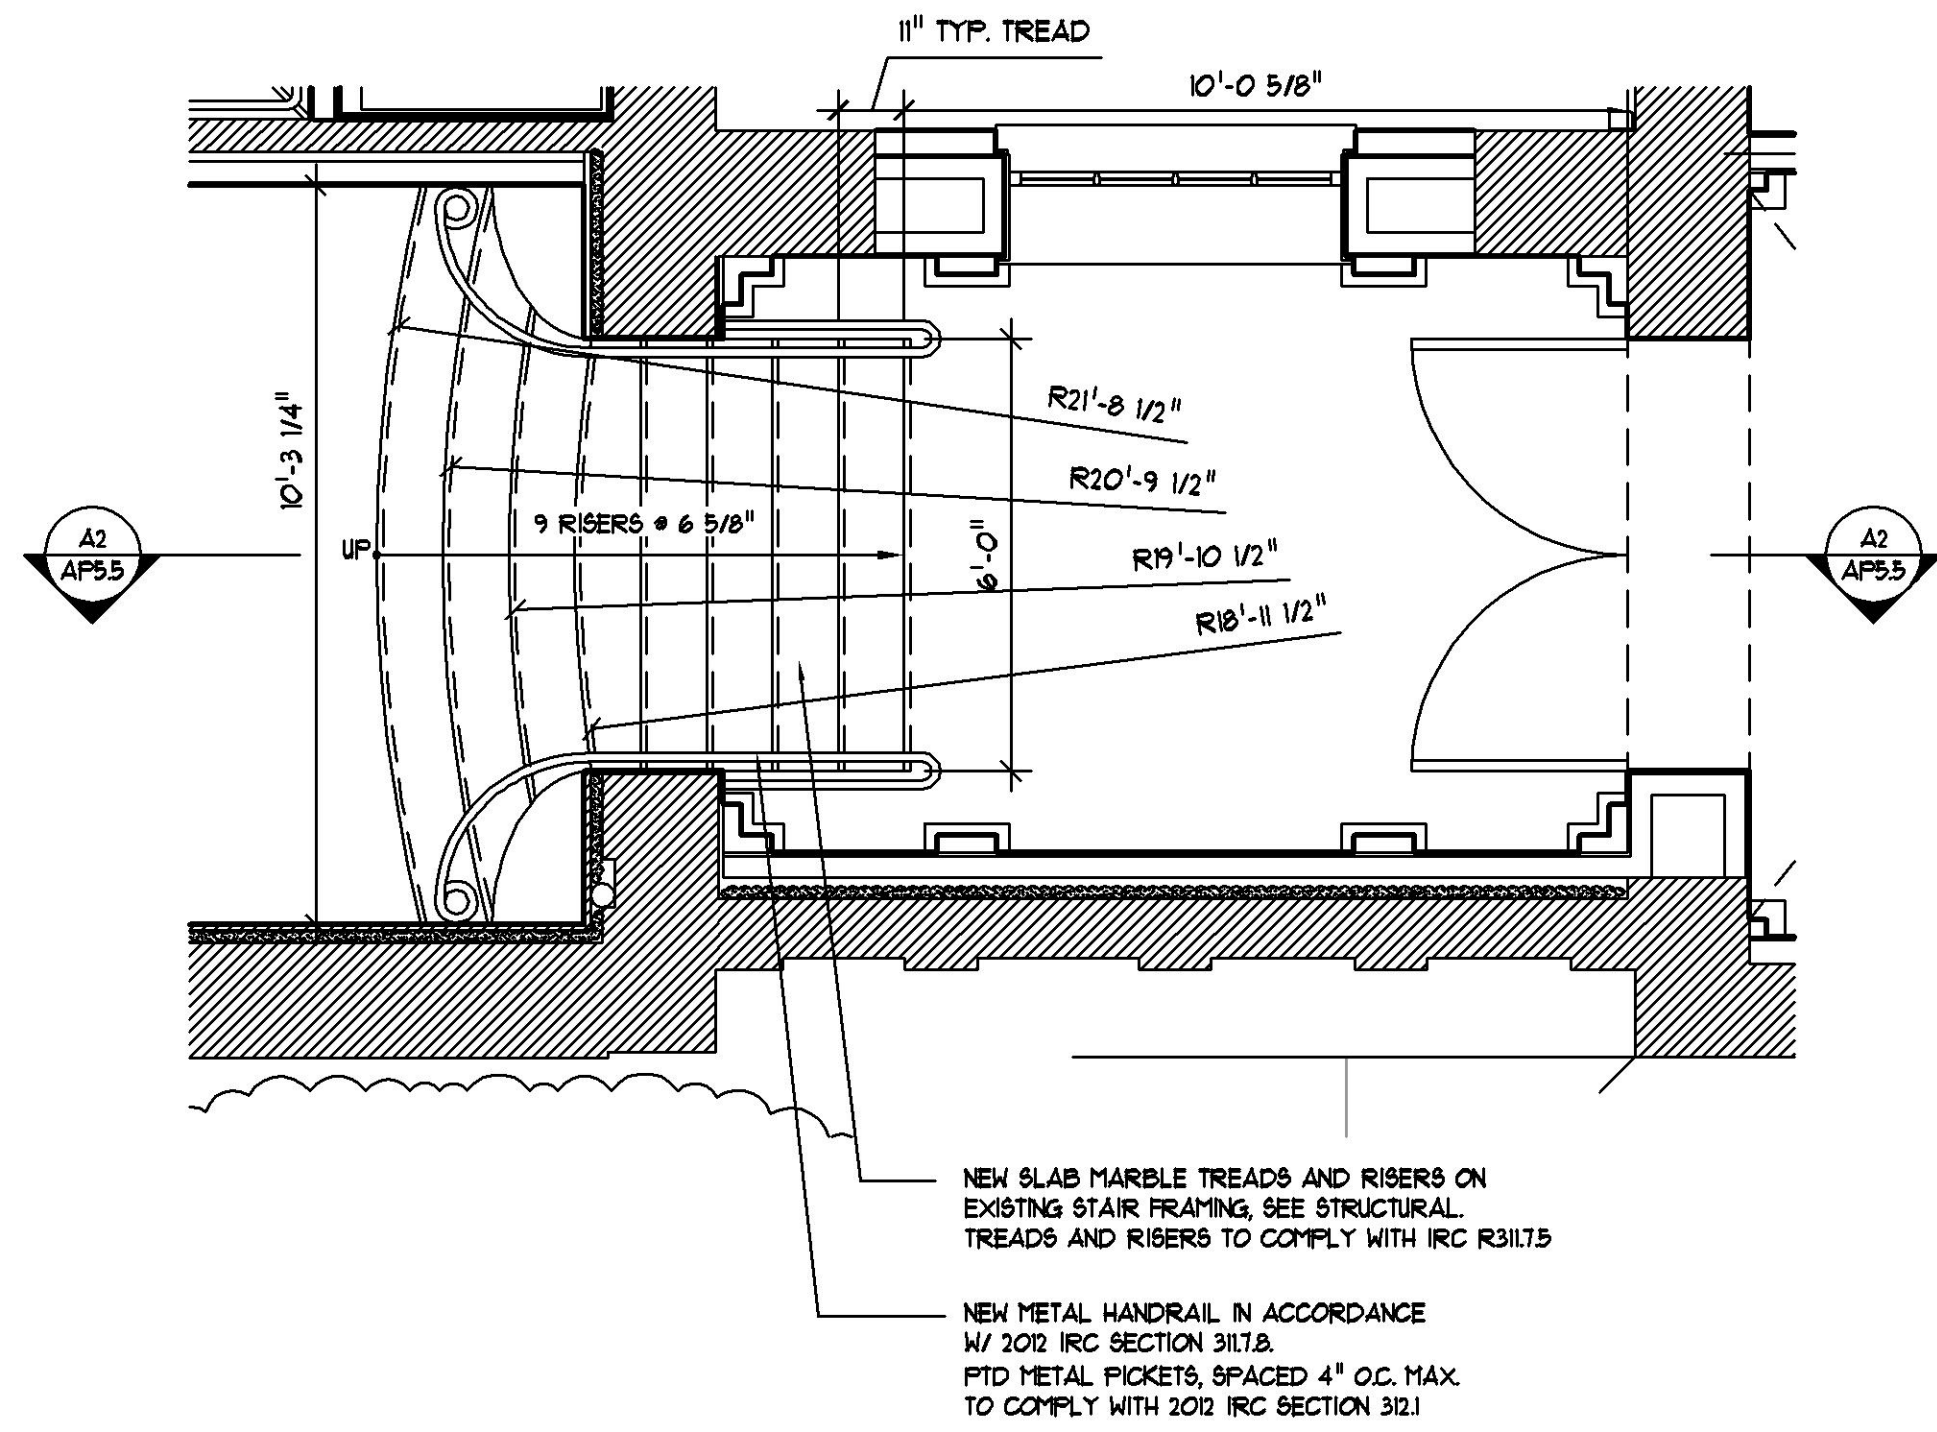 11" TYP. TREAD
10'-0 5/8"
10'-3 1/4"
R21'-8 1/2"
R20'-9 1/2"
9 RISERS @ 6 5/8"
UP
6'-0"
R19'-10 1/2"
R18'-11 1/2"
A2
AP5.5
A2
AP5.5
NEW SLAB MARBLE TREADS AND RISERS ON
EXISTING STAIR FRAMING, SEE STRUCTURAL.
TREADS AND RISERS TO COMPLY WITH IRC R311.7.5
NEW METAL HANDRAIL IN ACCORDANCE
W/ 2012 IRC SECTION 311.7.8.
PTD METAL PICKETS, SPACED 4" O.C. MAX.
TO COMPLY WITH 2012 IRC SECTION 312.1